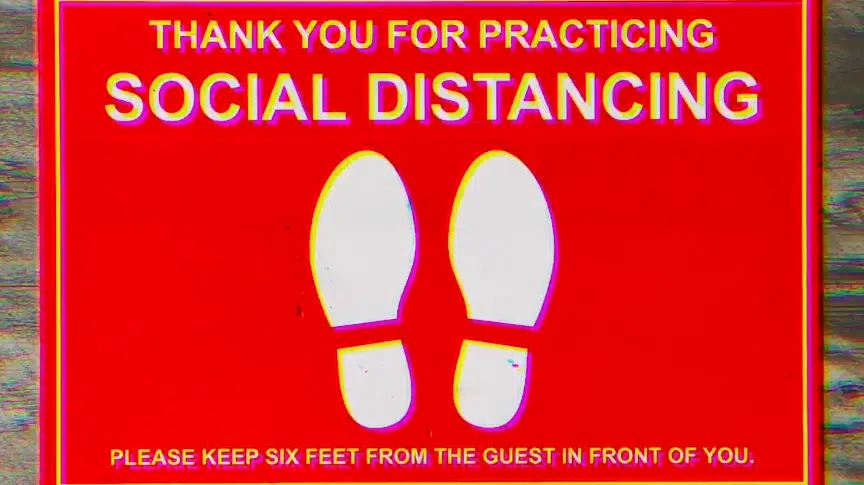 THANK YOU FOR PRACTICING
SOCIAL DISTANCING
PLEASE KEEP SIX FEET FROM THE GUEST IN FRONT OF YOU.